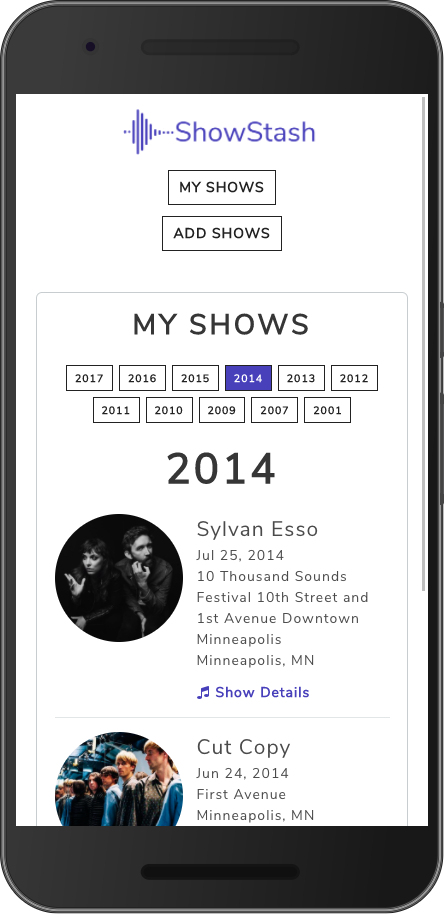 ShowStash
MY SHOWS
ADD SHOWS
MY SHOWS
2017 2016 2015 2014 2013 2012
2011 2010 2009 2007 2001
2014
Sylvan Esso
Jul 25, 2014
10 Thousand Sounds
Festival 10th Street and
1st Avenue Downtown
Minneapolis
Minneapolis, MN
Show Details
Cut Copy
Jun 24, 2014
First Avenue
Minneapolis, MN